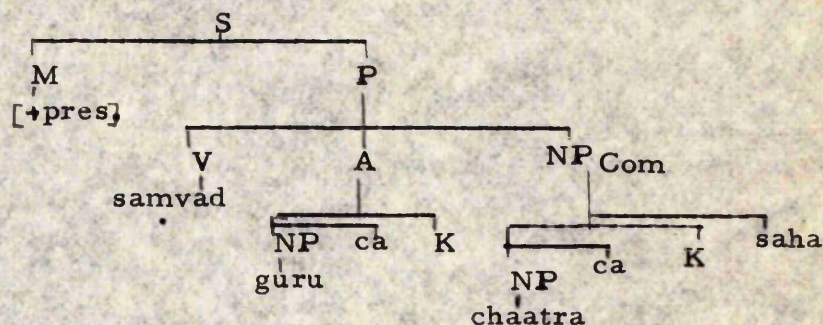 S
M P
[+pres]
V A NP Com
samvad
NP ca K saha
guru NP ca K
chaatra